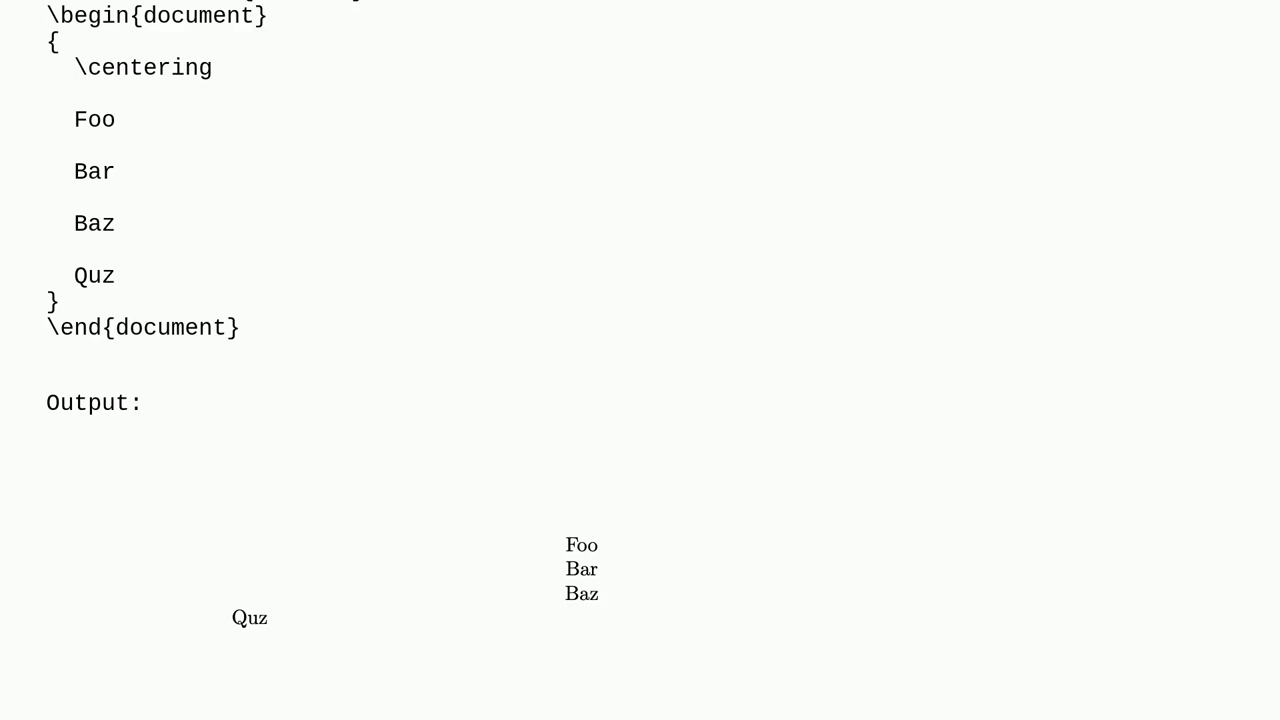 \begin{document}
{
  \centering
  Foo
  Bar
  Baz
  Quz
}
\end{document}
Output:
Foo
Bar
Baz
Quz